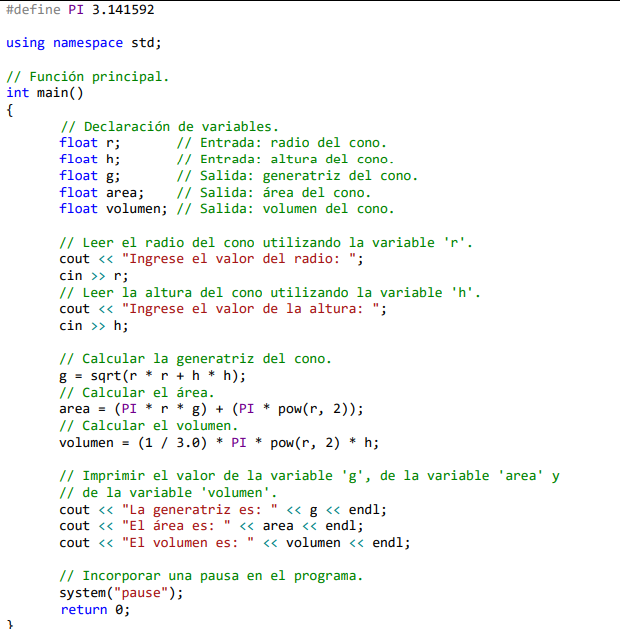 #define PI 3.141592
using namespace std;
// Función principal.
int main()
{
// Declaración de variables.
float r; // Entrada: radio del cono.
float h; // Entrada: altura del cono.
float g; // Salida: generatriz del cono.
float area; // Salida: área del cono.
float volumen; // Salida: volumen del cono.
// Leer el radio del cono utilizando la variable 'r'.
cout << "Ingrese el valor del radio: ";
cin >> r;
// Leer la altura del cono utilizando la variable 'h'.
cout << "Ingrese el valor de la altura: ";
cin >> h;
// Calcular la generatriz del cono.
g = sqrt(r * r + h * h);
// Calcular el área.
area = (PI * r * g) + (PI * pow(r, 2));
// Calcular el volumen.
volumen = (1 / 3.0) * PI * pow(r, 2) * h;
// Imprimir el valor de la variable 'g', de la variable 'area' y
// de la variable 'volumen'.
cout << "La generatriz es: " << g << endl;
cout << "El área es: " << area << endl;
cout << "El volumen es: " << volumen << endl;
// Incorporar una pausa en el programa.
system("pause");
return 0;
}